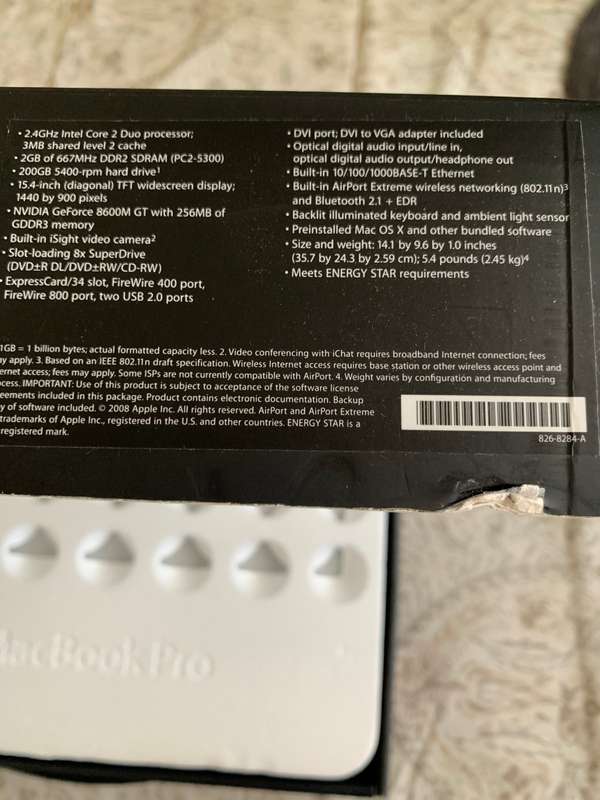 • 2.4GHz Intel Core 2 Duo processor;
3MB shared level 2 cache
• 2GB of 667MHz DDR2 SDRAM (PC2-5300)
• 200GB 5400-rpm hard drive¹
• 15.4-inch (diagonal) TFT widescreen display;
1440 by 900 pixels
• NVIDIA GeForce 8600M GT with 256MB of
GDDR3 memory
• Built-in iSight video camera²
• Slot-loading 8x SuperDrive
(DVD±R DL/DVD±RW/CD-RW)
• ExpressCard/34 slot, FireWire 400 port,
FireWire 800 port, two USB 2.0 ports
• DVI port; DVI to VGA adapter included
• Optical digital audio input/line in,
optical digital audio output/headphone out
• Built-in 10/100/1000BASE-T Ethernet
• Built-in AirPort Extreme wireless networking (802.11n)³
and Bluetooth 2.1 + EDR
• Backlit illuminated keyboard and ambient light sensor
• Preinstalled Mac OS X and other bundled software
• Size and weight: 14.1 by 9.6 by 1.0 inches
(35.7 by 24.3 by 2.59 cm); 5.4 pounds (2.45 kg)⁴
• Meets ENERGY STAR requirements
1GB = 1 billion bytes; actual formatted capacity less. 2. Video conferencing with iChat requires broadband Internet connection; fees
apply. 3. Based on an IEEE 802.11n draft specification. Wireless Internet access requires base station or other wireless access point and
access; fees may apply. Some ISPs are not currently compatible with AirPort. 4. Weight varies by configuration and manufacturing
IMPORTANT: Use of this product is subject to acceptance of the software license
included in this package. Product contains electronic documentation. Backup
of software included. © 2008 Apple Inc. All rights reserved. AirPort and AirPort Extreme
trademarks of Apple Inc., registered in the U.S. and other countries. ENERGY STAR is a
registered mark.
826-8284-A
MacBook Pro